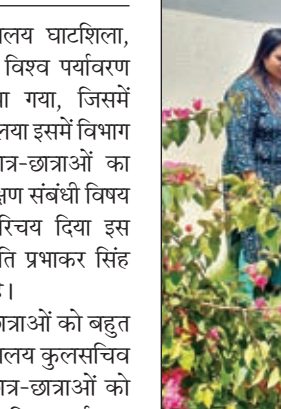 लय घाटशिला,
विश्व पर्यावरण
ा गया, जिसमें
लया इसमें विभाग
त्र-छात्राओं का
क्षण संबंधी विषय
रिचय दिया इस
ति प्रभाकर सिंह
है।
त्राओं को बहुत
लय कुलसचिव
त्र-छात्राओं को